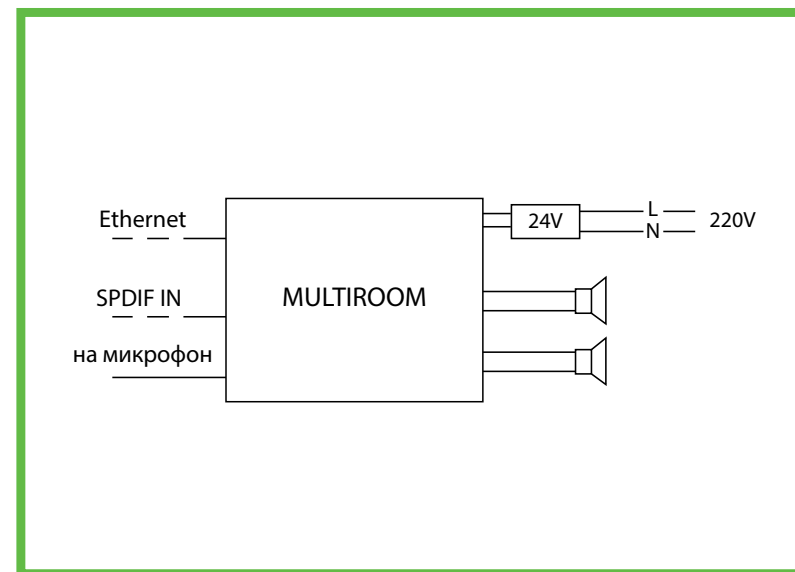 Ethernet
SPDIF IN
на микрофон
MULTIROOM
24V
L
N
220V